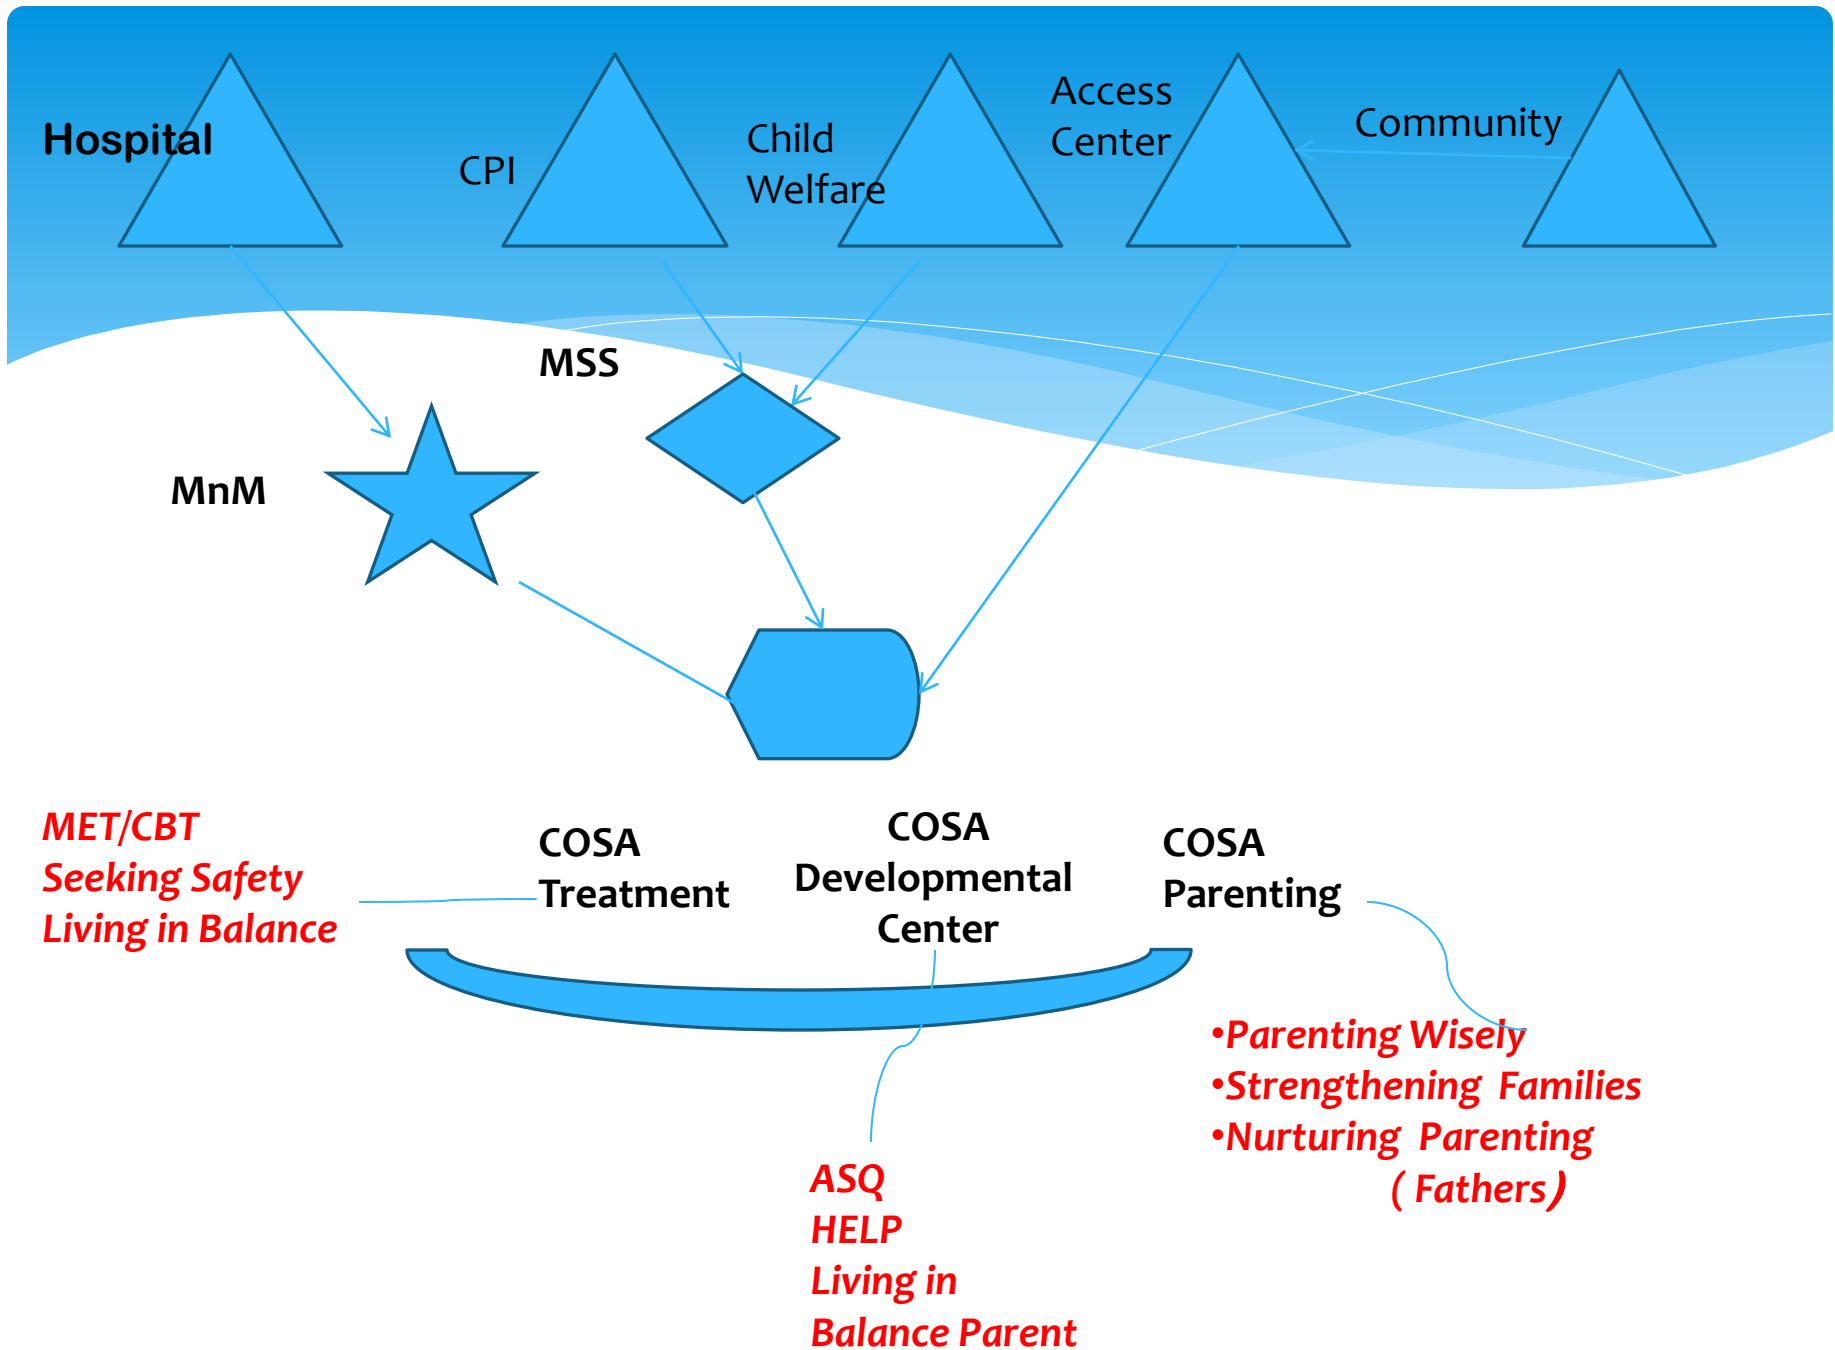 Hospital
CPI
Child
Welfare
Access
Center
Community
MSS
MnM
MET/CBT
Seeking Safety
Living in Balance
COSA
Treatment
COSA
Developmental
Center
COSA
Parenting
•Parenting Wisely
•Strengthening Families
•Nurturing Parenting
( Fathers)
ASQ
HELP
Living in
Balance Parent